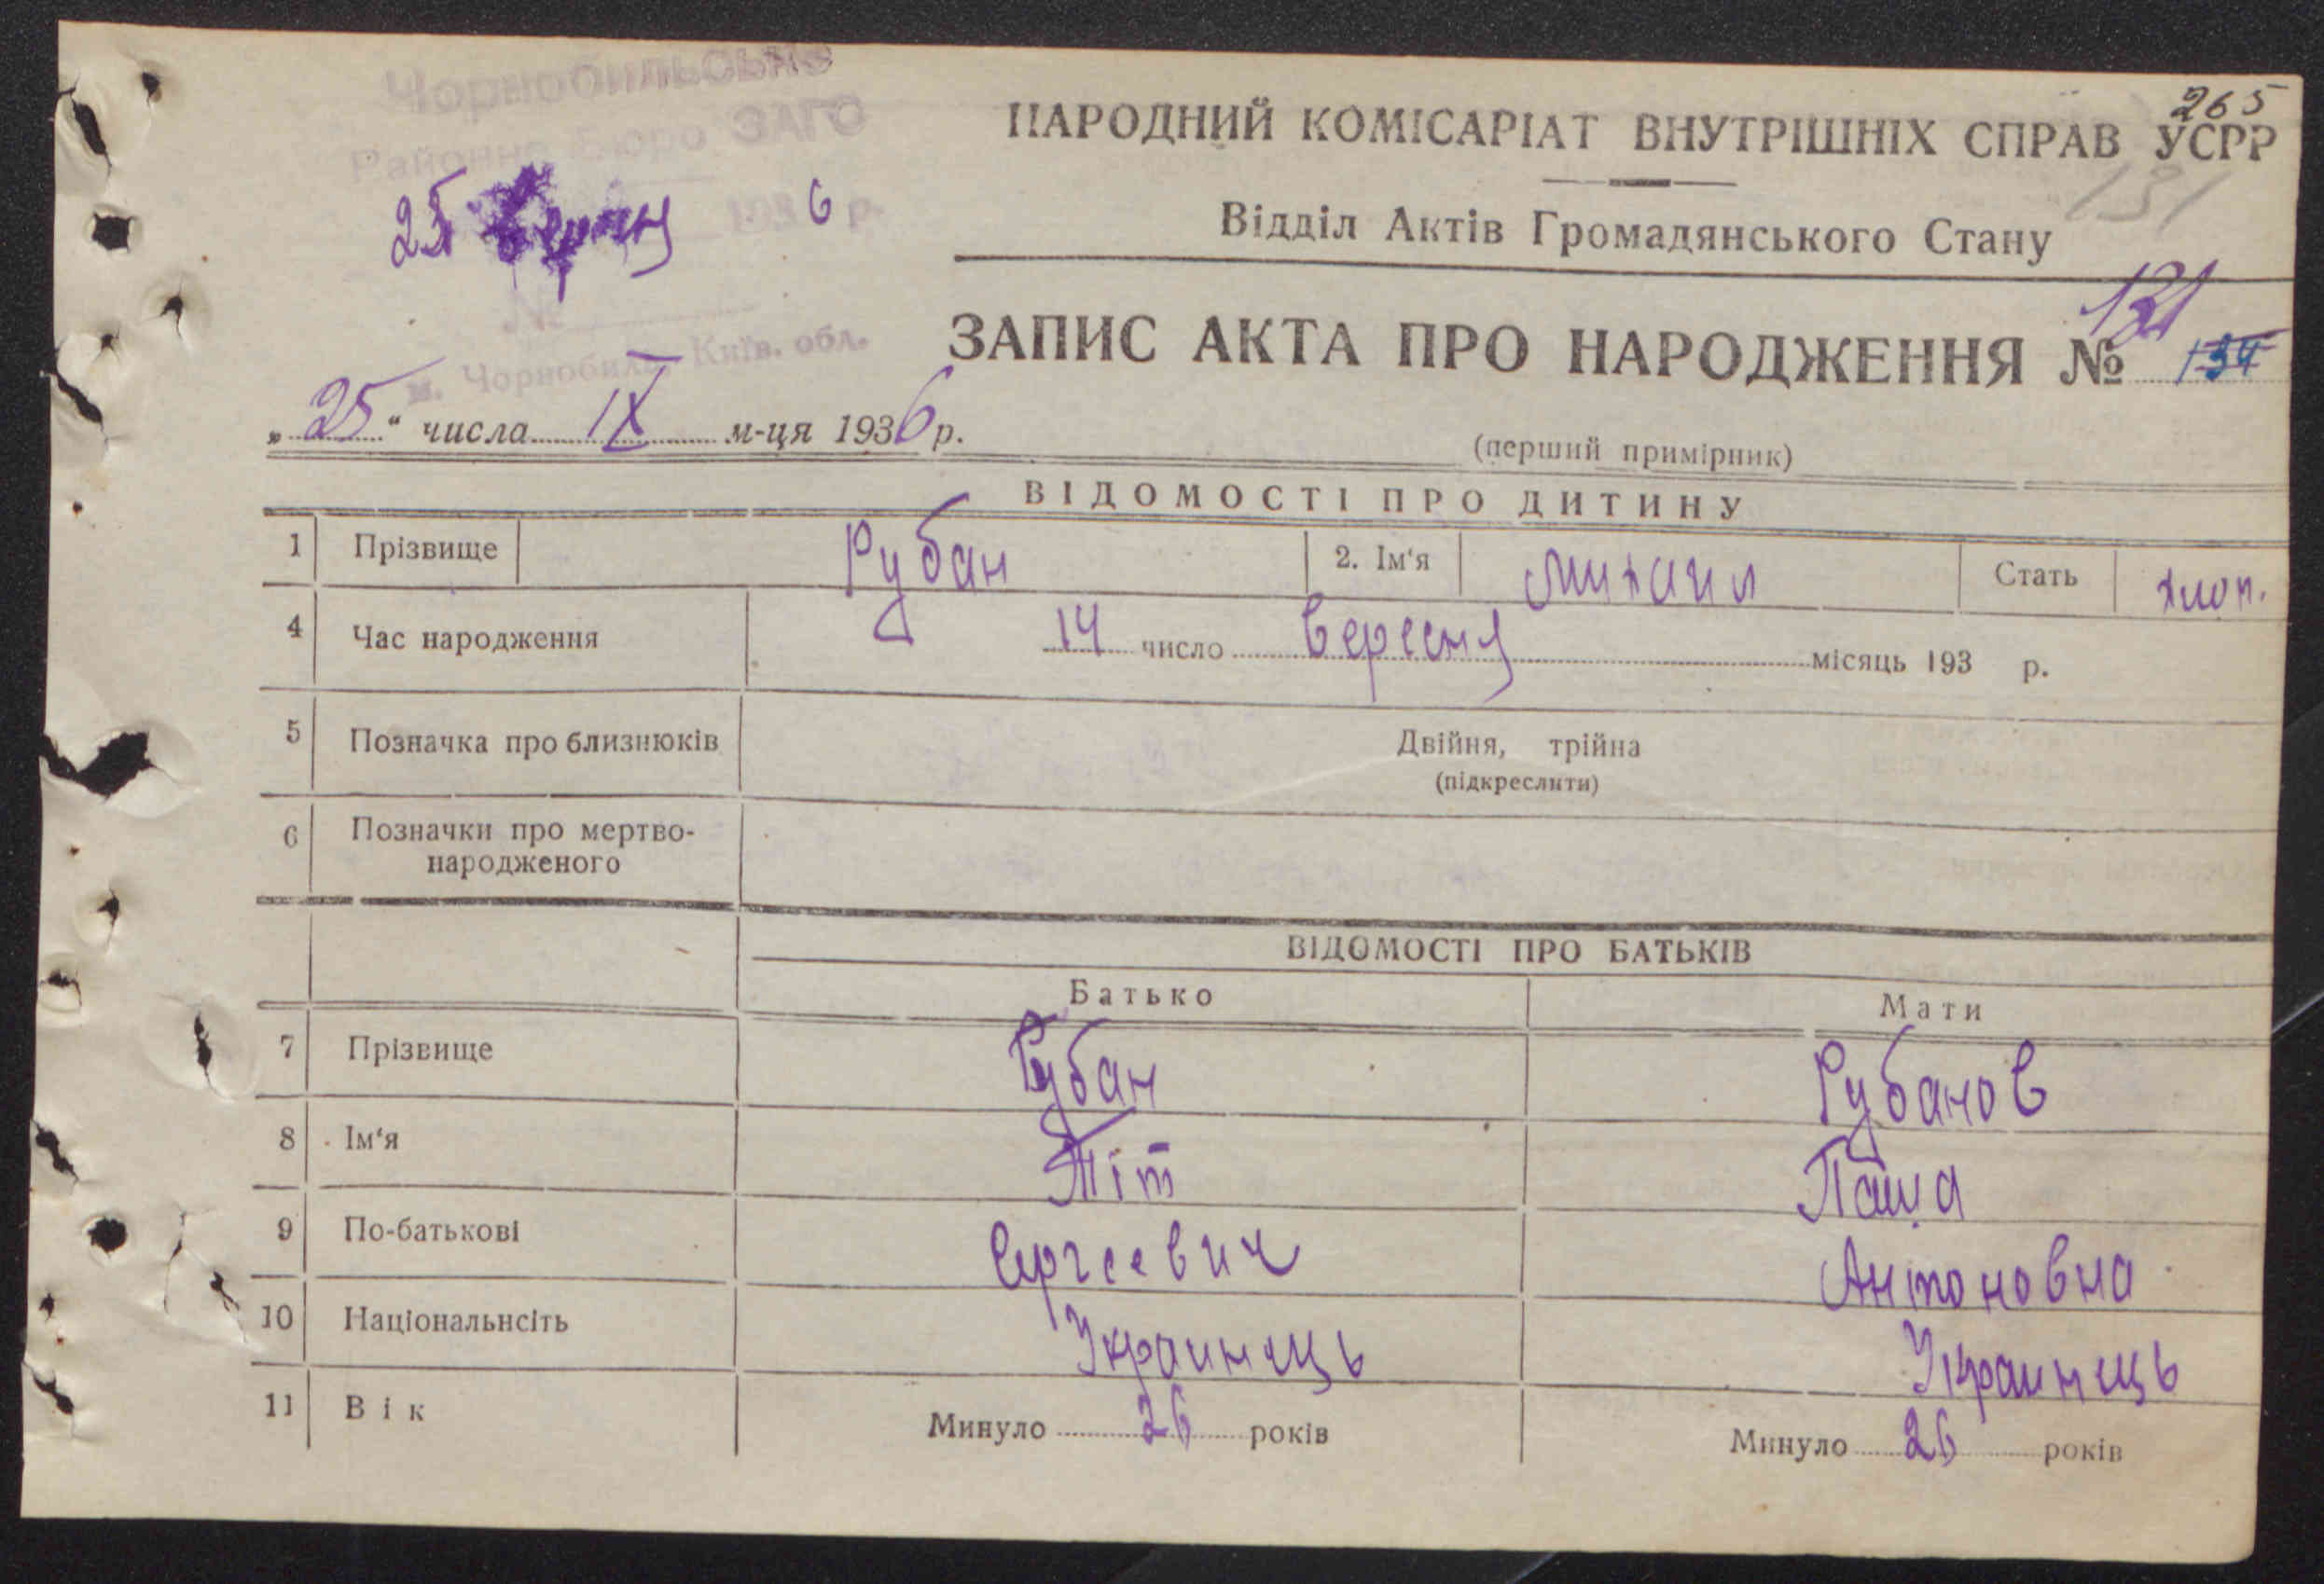 Чорнобильське
Районне Бюро ЗАГС
25 1936 р.
№
м. Чорнобиль, Київ. обл.
265
НАРОДНИЙ КОМІСАРІАТ ВНУТРІШНІХ СПРАВ УСРР
131
Відділ Актів Громадянського Стану
131
ЗАПИС АКТА ПРО НАРОДЖЕННЯ № 134
„25“ числа IX м-ця 1936 р.
(перший примірник)
ВІДОМОСТІ ПРО ДИТИНУ
1 Прізвище Рубан 2. Ім‘я Михаил Стать хлоп.
4 Час народження 14 число вересня місяць 193 р.
5 Позначка про близнюків Двійня, трійна
(підкреслити)
6 Позначки про мертво-
народженого
ВІДОМОСТІ ПРО БАТЬКІВ
Батько Мати
7 Прізвище Рубан Рубанов
8 Ім‘я Тіт Паша
9 По-батькові Сергеевич Антоновна
10 Національнсіть Украинець Украинець
11 Вік Минуло 26 років Минуло 26 років